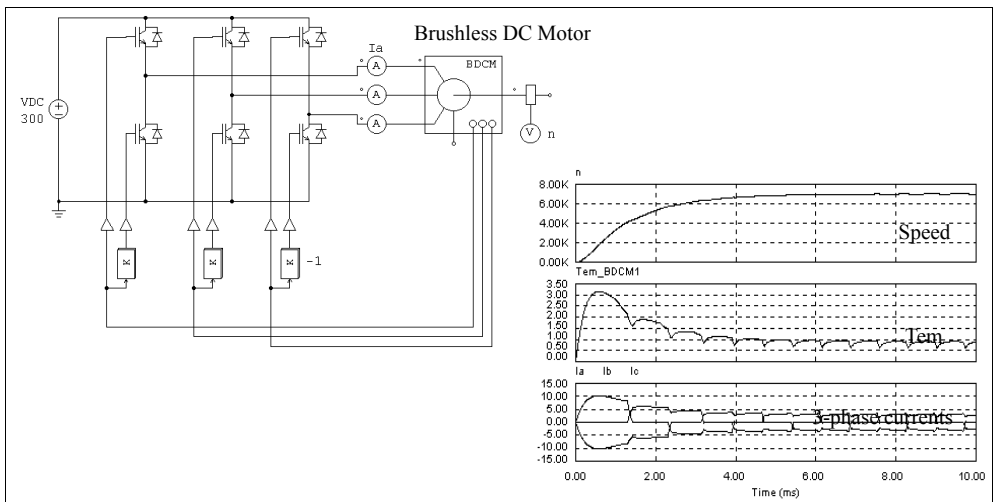 Brushless DC Motor
Ia
BDCM
A
A
A
VDC
300
V n
K K K -1
n
8.00K
6.00K
4.00K
2.00K
0.00K
Speed
Tem_BDCM1
3.50
3.00
2.50
2.00
1.50
1.00
0.50
0.00
Tem
Ia Ib Ic
15.00
10.00
5.00
0.00
-5.00
-10.00
-15.00
3-phase currents
0.00 2.00 4.00 6.00 8.00 10.00
Time (ms)